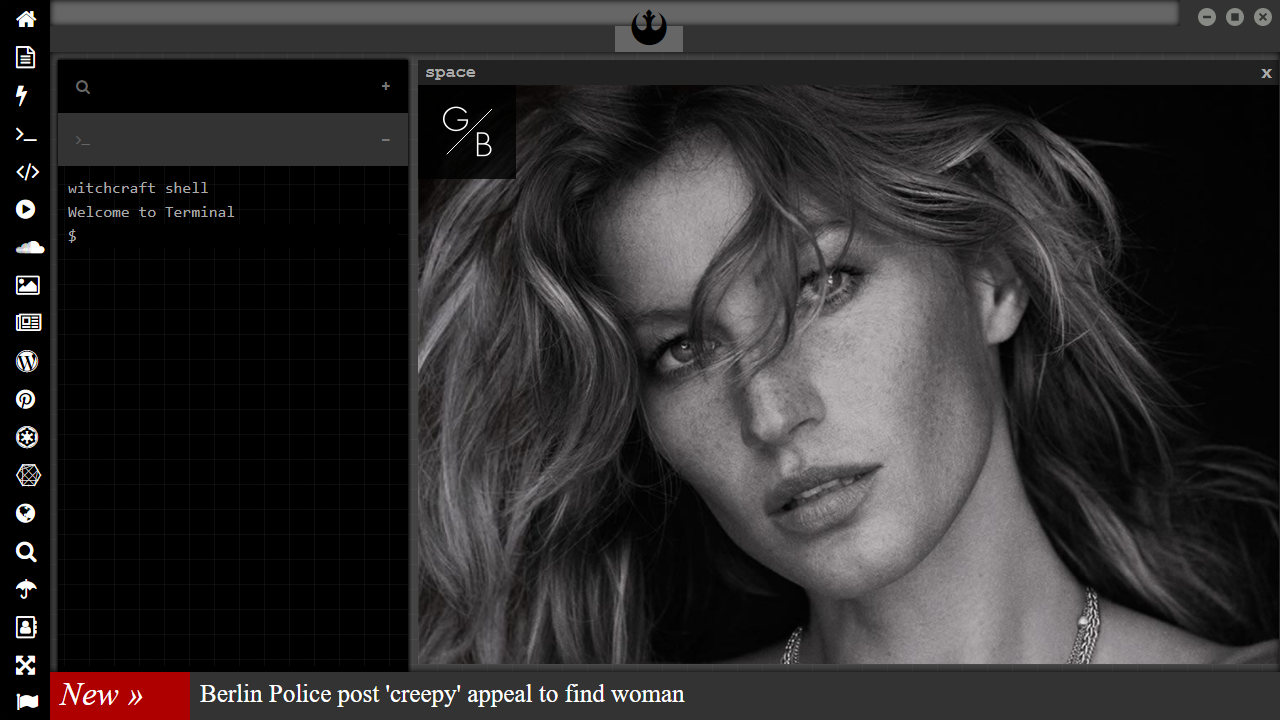 space
x
G
B
witchcraft shell
Welcome to Terminal
$
New »
Berlin Police post 'creepy' appeal to find woman